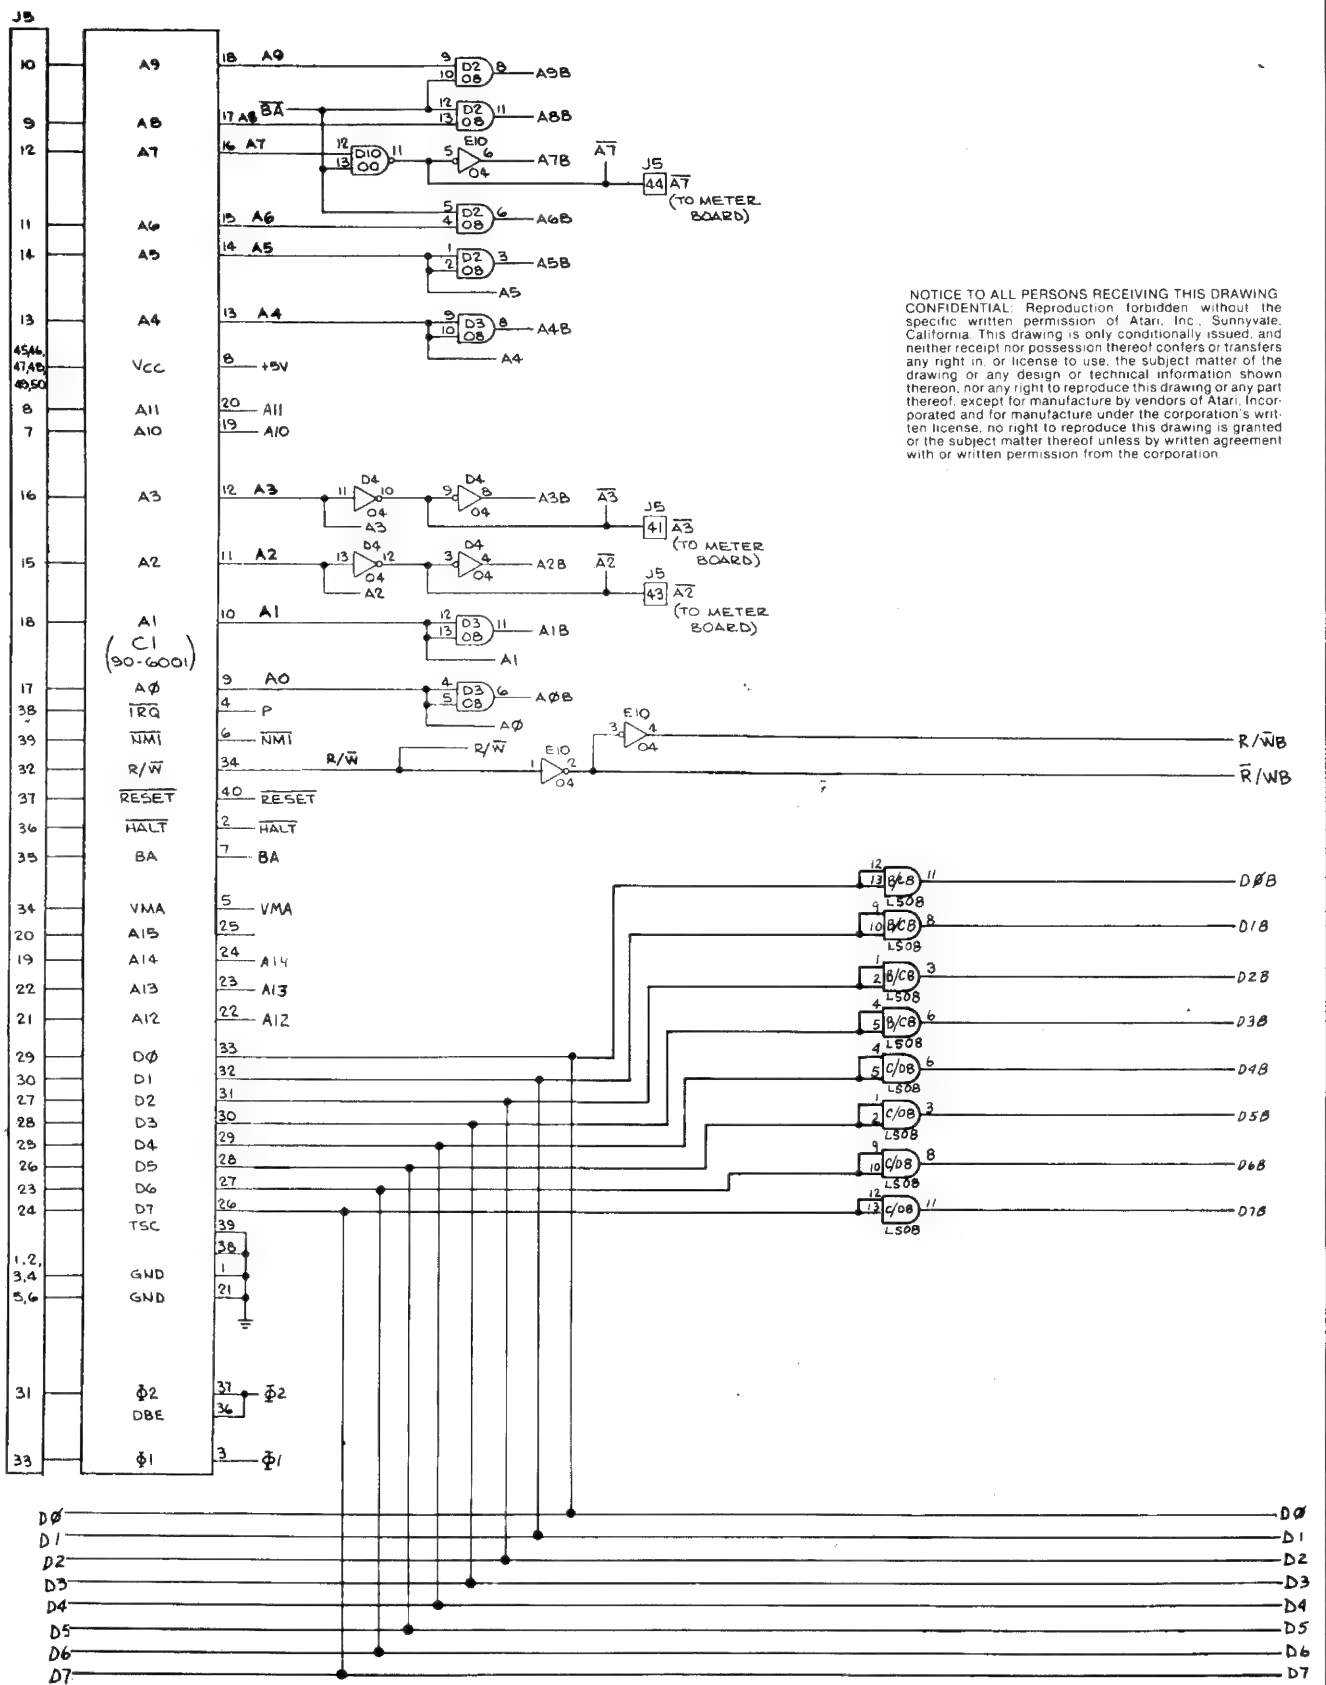 J5
10 A9 18 A9 9 10 D2 08 8 A9B
B̅A̅
9 A8 17 A8 12 13 D2 08 11 A8B
12 A7 16 A7 12 13 D10 00 11 5 E10 6 04 A7B A̅7̅
J5
44 A̅7̅
(TO METER
BOARD)
11 A6 15 A6 5 4 D2 08 6 A6B
14 A5 14 A5 1 2 D2 08 3 A5B
A5
13 A4 13 A4 9 10 D3 08 8 A4B
A4
45,46,
47,48, VCC 8 +5V
49,50
8 A11 20 A11
7 A10 19 A10
NOTICE TO ALL PERSONS RECEIVING THIS DRAWING
CONFIDENTIAL: Reproduction forbidden without the
specific written permission of Atari, Inc., Sunnyvale,
California. This drawing is only conditionally issued, and
neither receipt nor possession thereof confers or transfers
any right in, or license to use, the subject matter of the
drawing or any design or technical information shown
thereon, nor any right to reproduce this drawing or any part
thereof, except for manufacture by vendors of Atari, Incor-
porated and for manufacture under the corporation's writ-
ten license, no right to reproduce this drawing is granted
or the subject matter thereof unless by written agreement
with or written permission from the corporation.
16 A3 12 A3 11 D4 10 04 9 D4 8 04 A3B A̅3̅
A3
J5
41 A̅3̅
(TO METER
BOARD)
15 A2 11 A2 13 D4 12 04 3 D4 4 04 A2B A̅2̅
A2
J5
43 A̅2̅
(TO METER
BOARD)
18 A1 10 A1 12 13 D3 08 11 A1B
A1
C1
(90-6001)
17 AØ 9 A0 4 5 D3 08 6 AØB
AØ
38 I̅R̅Q̅ 4 P
39 N̅M̅I̅ 6 N̅M̅I̅
32 R/W̅ 34 R/W̅ R/W̅ 1 E10 2 04 3 E10 4 04 R/W̅B
R̅/WB
37 R̅E̅S̅E̅T̅ 40 R̅E̅S̅E̅T̅
36 H̅A̅L̅T̅ 2 H̅A̅L̅T̅
35 BA 7 BA
34 VMA 5 VMA
20 A15 25
19 A14 24 A14
22 A13 23 A13
21 A12 22 A12
12 13 B/C8 LS08 11 DØB
9 10 B/C8 LS08 8 D1B
1 2 B/C8 LS08 3 D2B
4 5 B/C8 LS08 6 D3B
4 5 C/D8 LS08 6 D4B
1 2 C/D8 LS08 3 D5B
9 10 C/D8 LS08 8 D6B
12 13 C/D8 LS08 11 D7B
29 DØ 33
30 D1 32
27 D2 31
28 D3 30
25 D4 29
26 D5 28
23 D6 27
24 D7 26
TSC 39
38
1,2,
3,4 GND 1
5,6 GND 21
31 Φ2 37 Φ2
DBE 36
33 Φ1 3 Φ1
DØ DØ
D1 D1
D2 D2
D3 D3
D4 D4
D5 D5
D6 D6
D7 D7